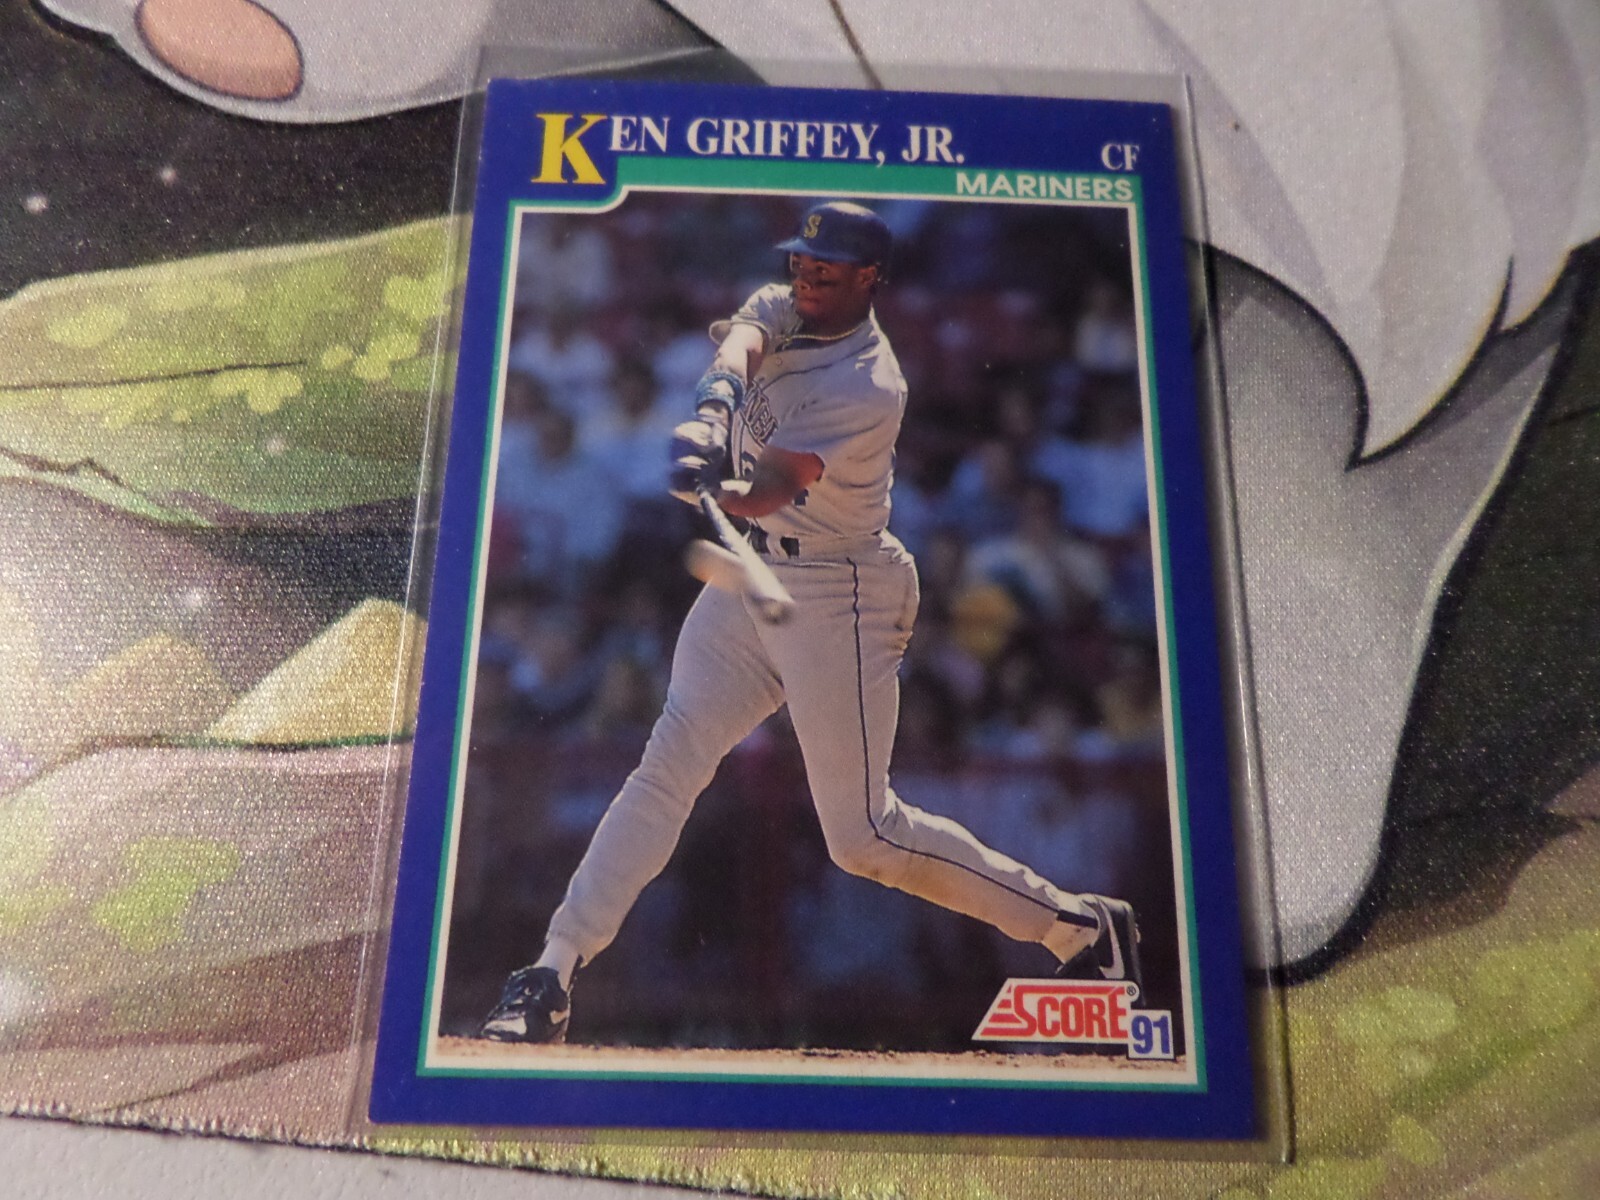 KEN GRIFFEY, JR.
CF
MARINERS
S
SCORE®
91